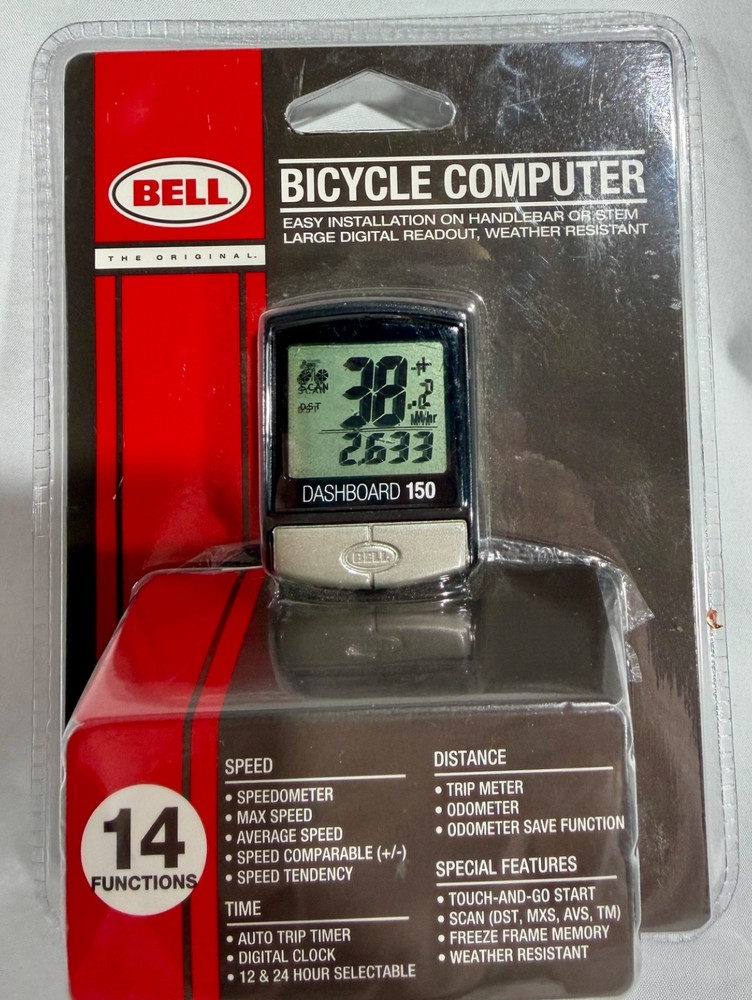 BELL
BICYCLE COMPUTER
EASY INSTALLATION ON HANDLEBAR OR STEM
LARGE DIGITAL READOUT, WEATHER RESISTANT
THE ORIGINAL.
SCAN
DST
38.2
+
M/hr
2.633
DASHBOARD 150
BELL
14
FUNCTIONS
SPEED
• SPEEDOMETER
• MAX SPEED
• AVERAGE SPEED
• SPEED COMPARABLE (+/-)
• SPEED TENDENCY
TIME
• AUTO TRIP TIMER
• DIGITAL CLOCK
• 12 & 24 HOUR SELECTABLE
DISTANCE
• TRIP METER
• ODOMETER
• ODOMETER SAVE FUNCTION
SPECIAL FEATURES
• TOUCH-AND-GO START
• SCAN (DST, MXS, AVS, TM)
• FREEZE FRAME MEMORY
• WEATHER RESISTANT